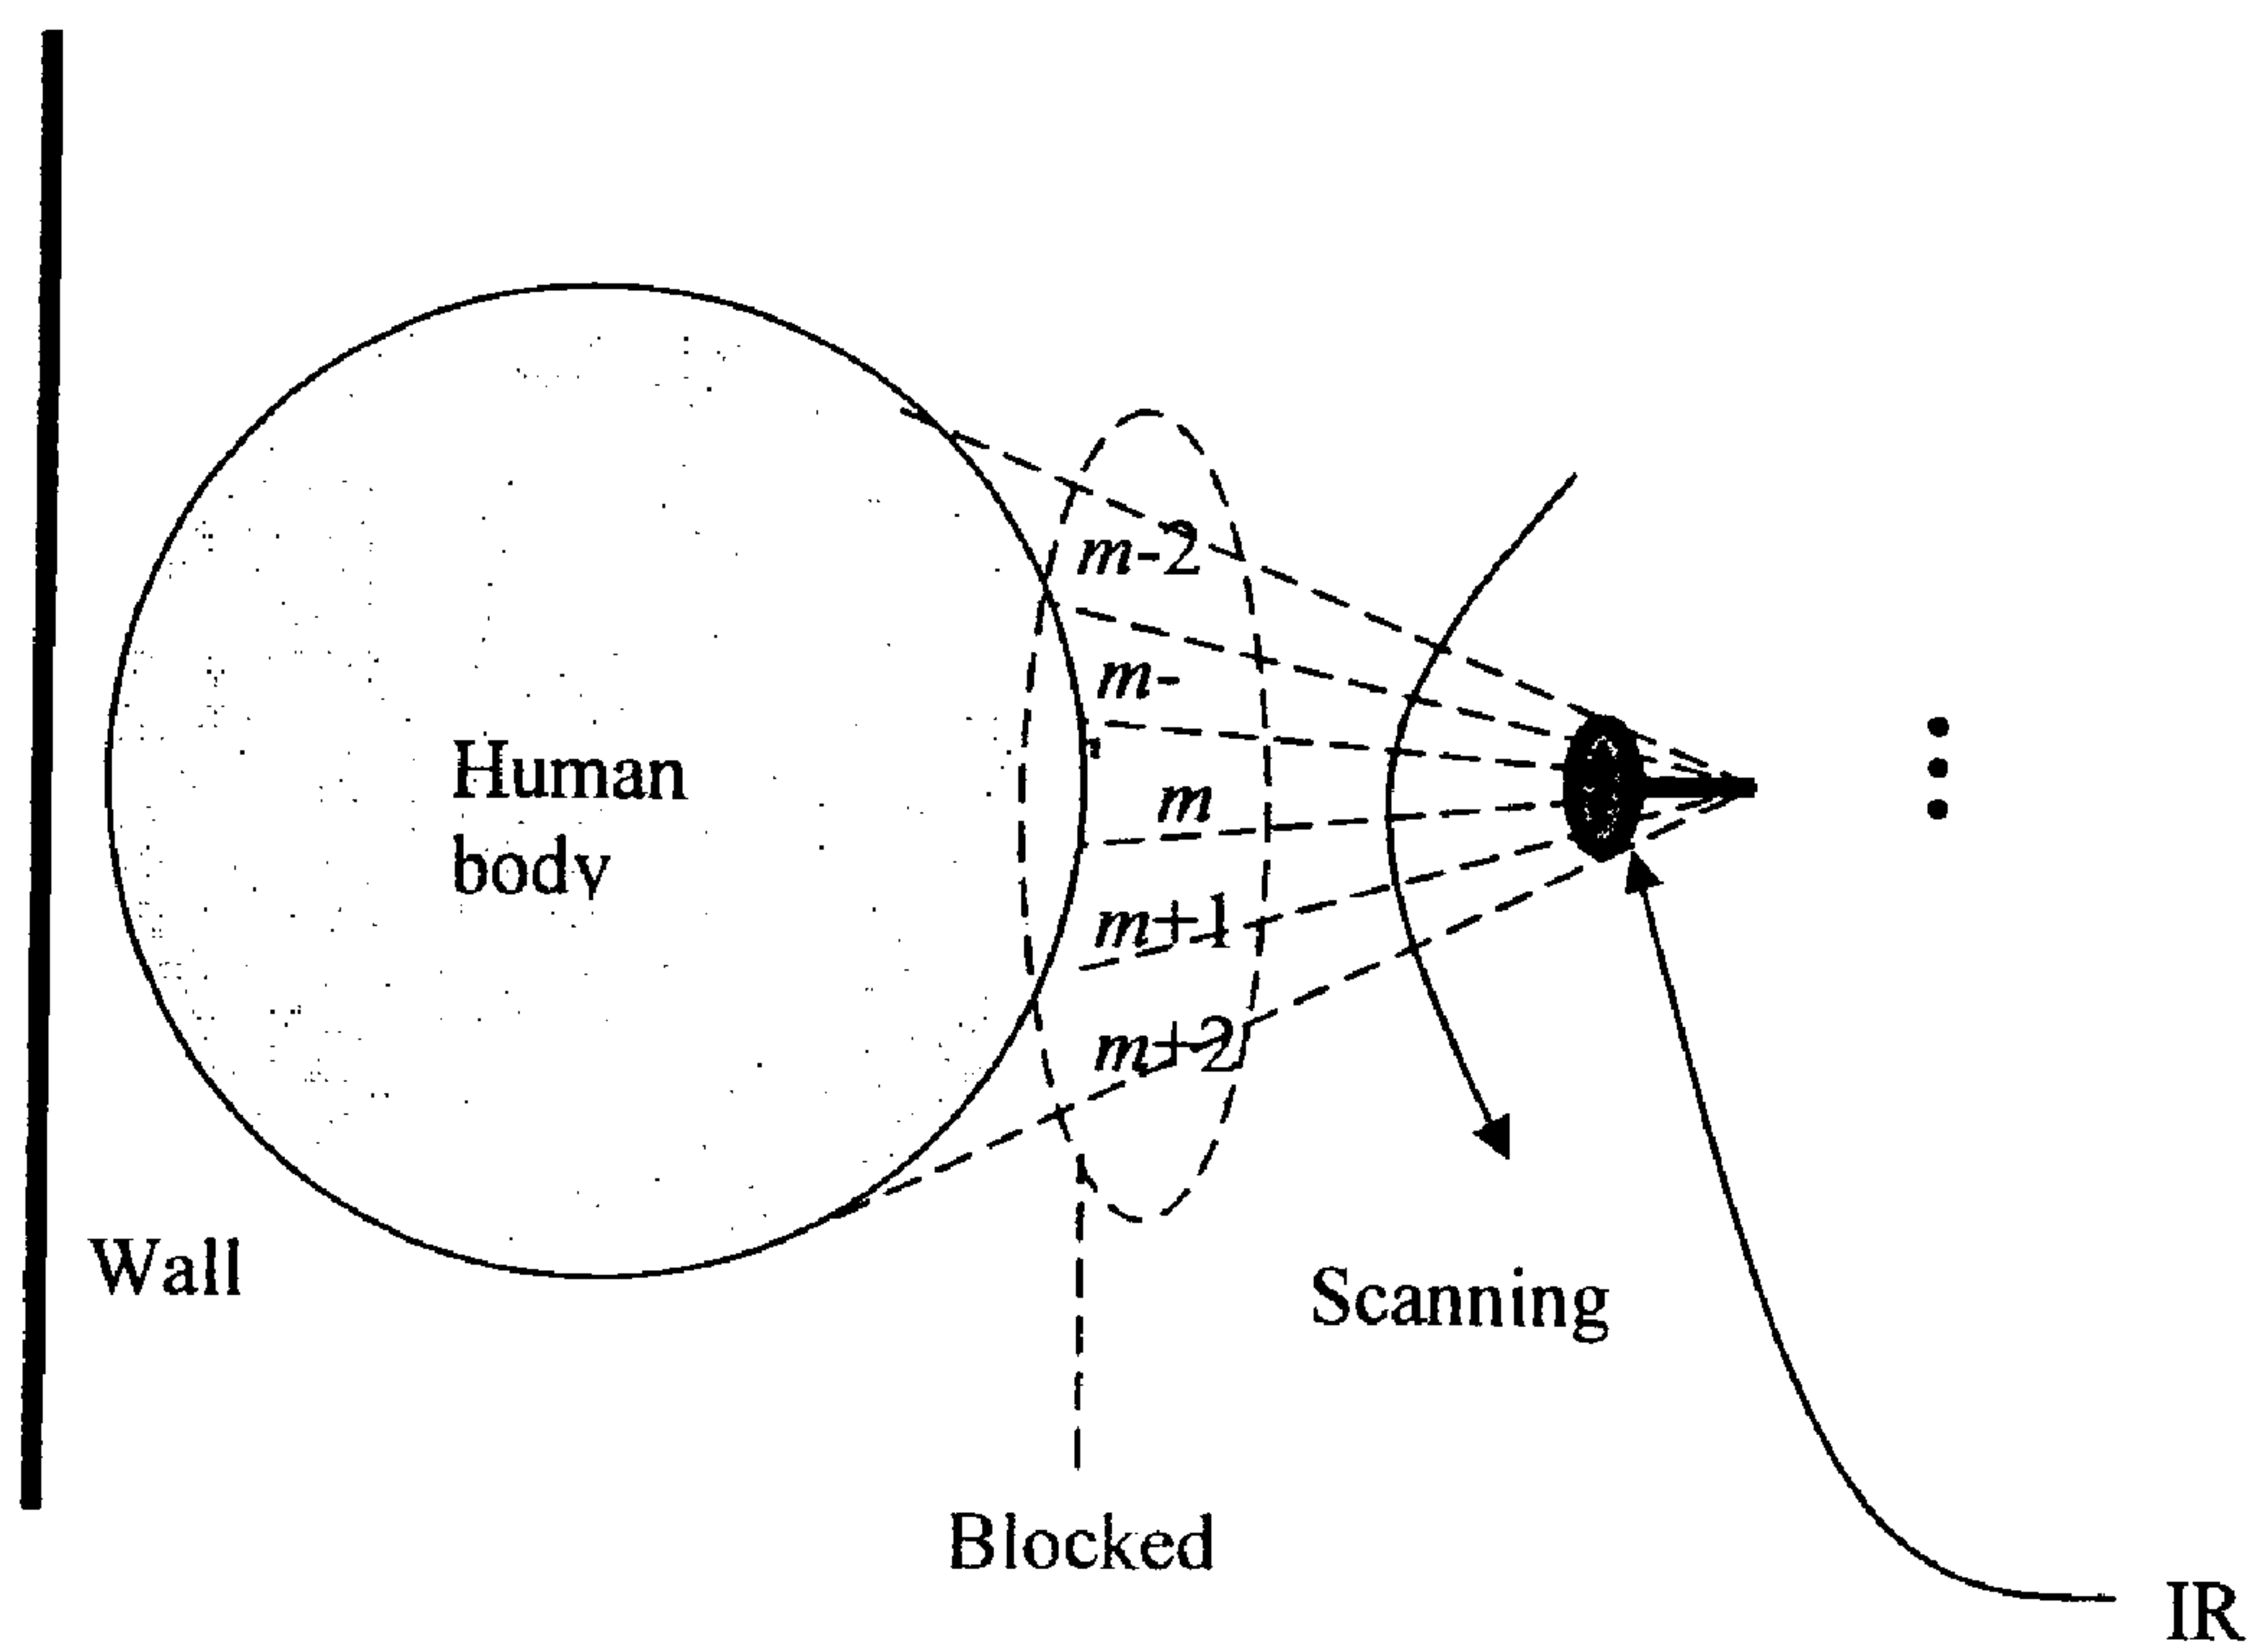 m-2
m-
m
m+1
m+2
Human
body
Wall
Scanning
Blocked
IR